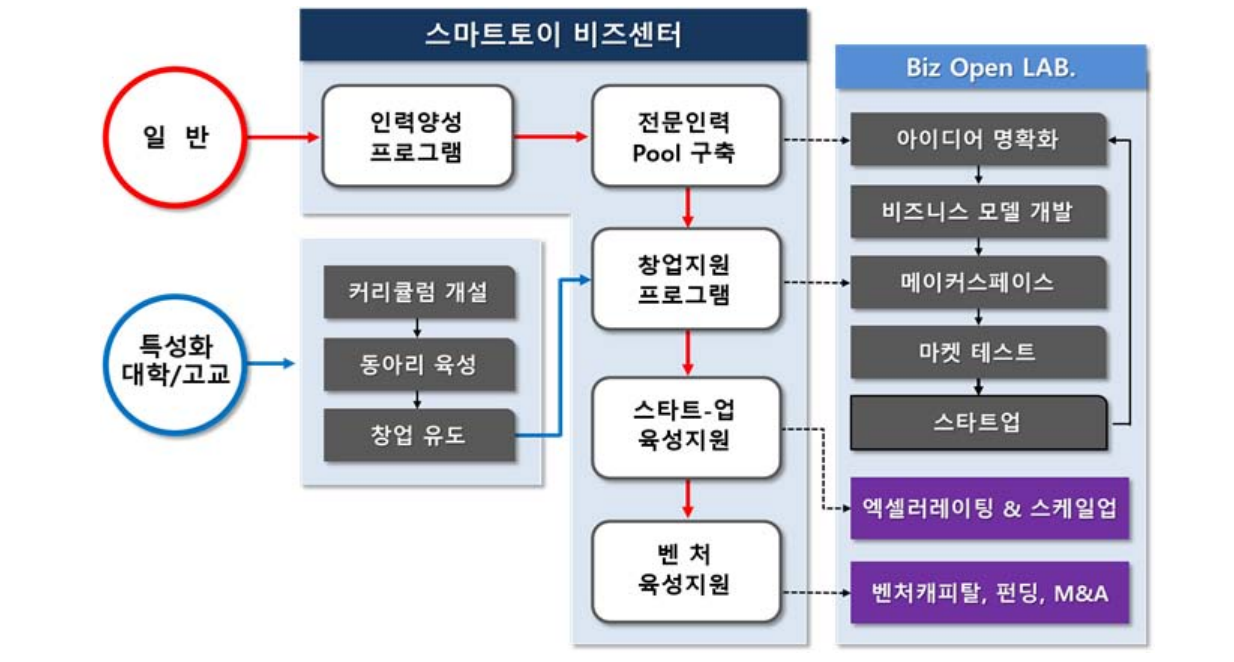 스마트토이 비즈센터
Biz Open LAB.
일 반
인력양성
프로그램
전문인력
Pool 구축
아이디어 명확화
비즈니스 모델 개발
창업지원
프로그램
메이커스페이스
커리큘럼 개설
특성화
대학/고교
동아리 육성
마켓 테스트
창업 유도
스타트-업
육성지원
스타트업
엑셀러레이팅 & 스케일업
벤 처
육성지원
벤처캐피탈, 펀딩, M&A